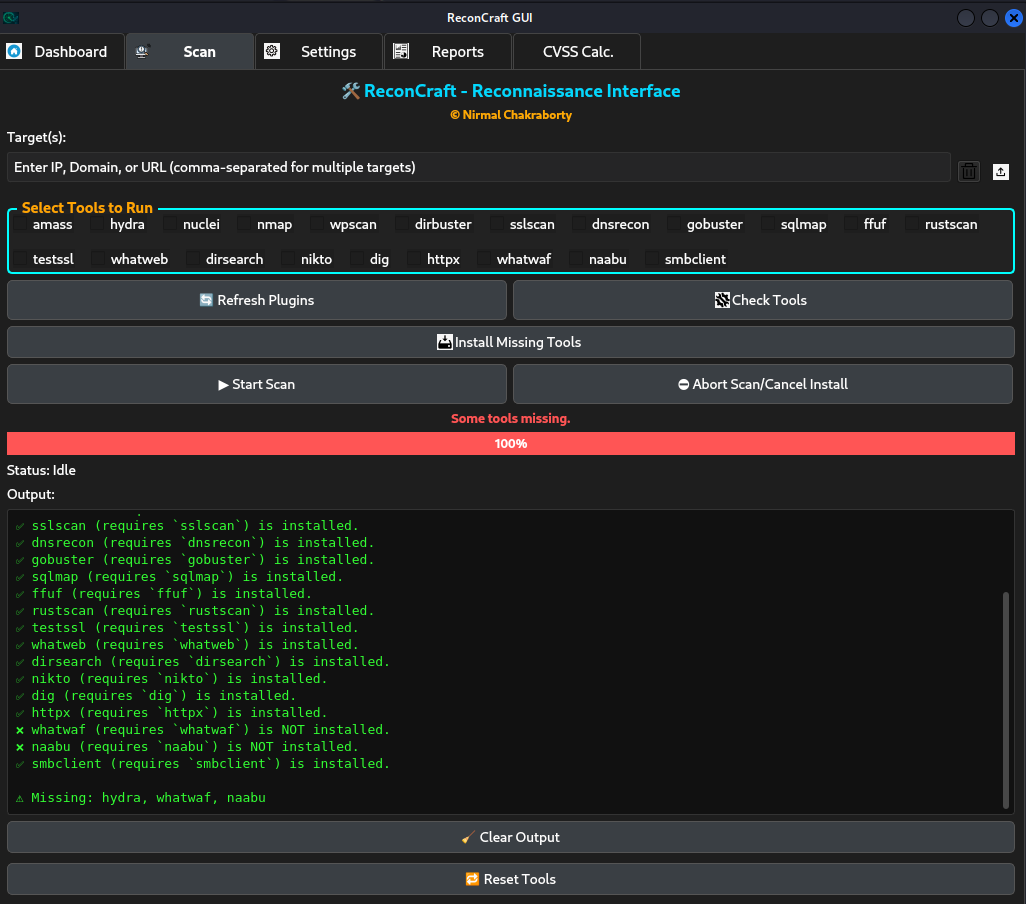 ReconCraft GUI
Dashboard Scan Settings Reports CVSS Calc.
ReconCraft - Reconnaissance Interface
© Nirmal Chakraborty
Target(s):
Enter IP, Domain, or URL (comma-separated for multiple targets)
Select Tools to Run
amass hydra nuclei nmap wpscan dirbuster sslscan dnsrecon gobuster sqlmap ffuf rustscan
testssl whatweb dirsearch nikto dig httpx whatwaf naabu smbclient
Refresh Plugins Check Tools
Install Missing Tools
▶ Start Scan ⛔ Abort Scan/Cancel Install
Some tools missing.
100%
Status: Idle
Output:
✅ sslscan (requires `sslscan`) is installed.
✅ dnsrecon (requires `dnsrecon`) is installed.
✅ gobuster (requires `gobuster`) is installed.
✅ sqlmap (requires `sqlmap`) is installed.
✅ ffuf (requires `ffuf`) is installed.
✅ rustscan (requires `rustscan`) is installed.
✅ testssl (requires `testssl`) is installed.
✅ whatweb (requires `whatweb`) is installed.
✅ dirsearch (requires `dirsearch`) is installed.
✅ nikto (requires `nikto`) is installed.
✅ dig (requires `dig`) is installed.
✅ httpx (requires `httpx`) is installed.
❌ whatwaf (requires `whatwaf`) is NOT installed.
❌ naabu (requires `naabu`) is NOT installed.
✅ smbclient (requires `smbclient`) is installed.
⚠ Missing: hydra, whatwaf, naabu
Clear Output
Reset Tools